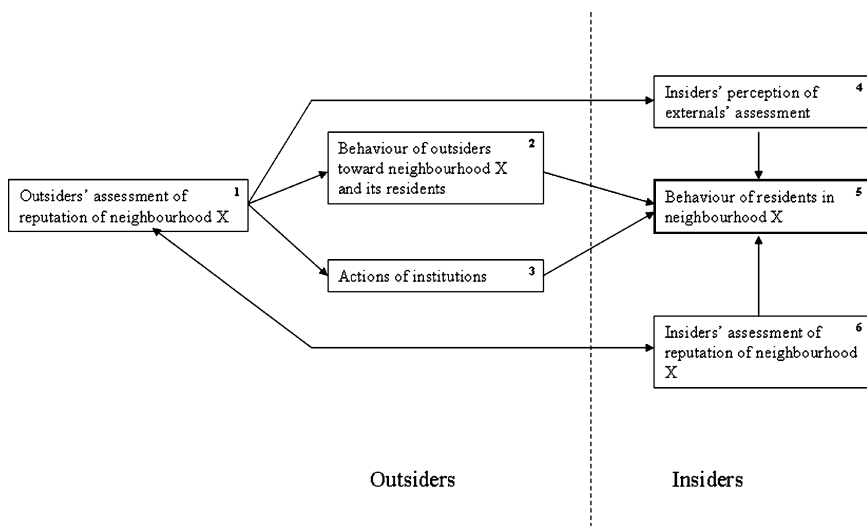 Outsiders' assessment of 1
reputation of neighbourhood X
Behaviour of outsiders 2
toward neighbourhood X
and its residents
Actions of institutions 3
Insiders' perception of 4
externals' assessment
Behaviour of residents in 5
neighbourhood X
Insiders' assessment of 6
reputation of neighbourhood
X
Outsiders
Insiders